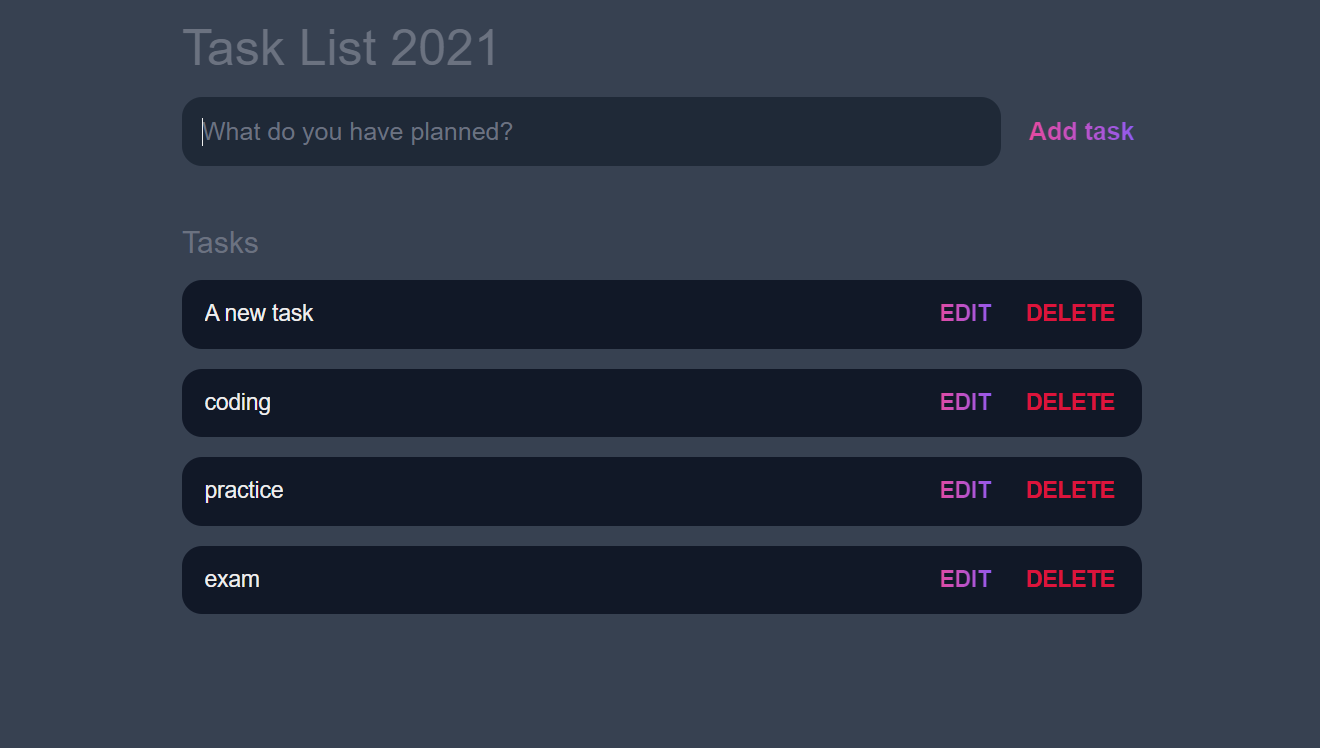 Task List 2021
What do you have planned? Add task
Tasks
A new task EDIT DELETE
coding EDIT DELETE
practice EDIT DELETE
exam EDIT DELETE